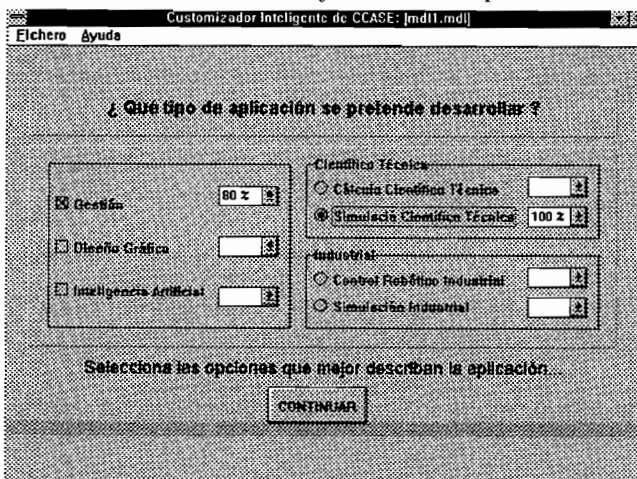 Customizador Inteligente de CCASE: [mdl1.mdl]
Fichero Ayuda
¿ Que tipo de aplicación se pretende desarrollar ?
Gestión 80 %
Diseño Gráfico
Inteligencia Artificial
Científico Técnica
Cálculo Científico Técnico
Simulació Científico Técnica 100 %
Industrial
Control Robótico Industrial
Simulación Industrial
Selecciona las opciones que mejor describan la aplicación...
CONTINUAR